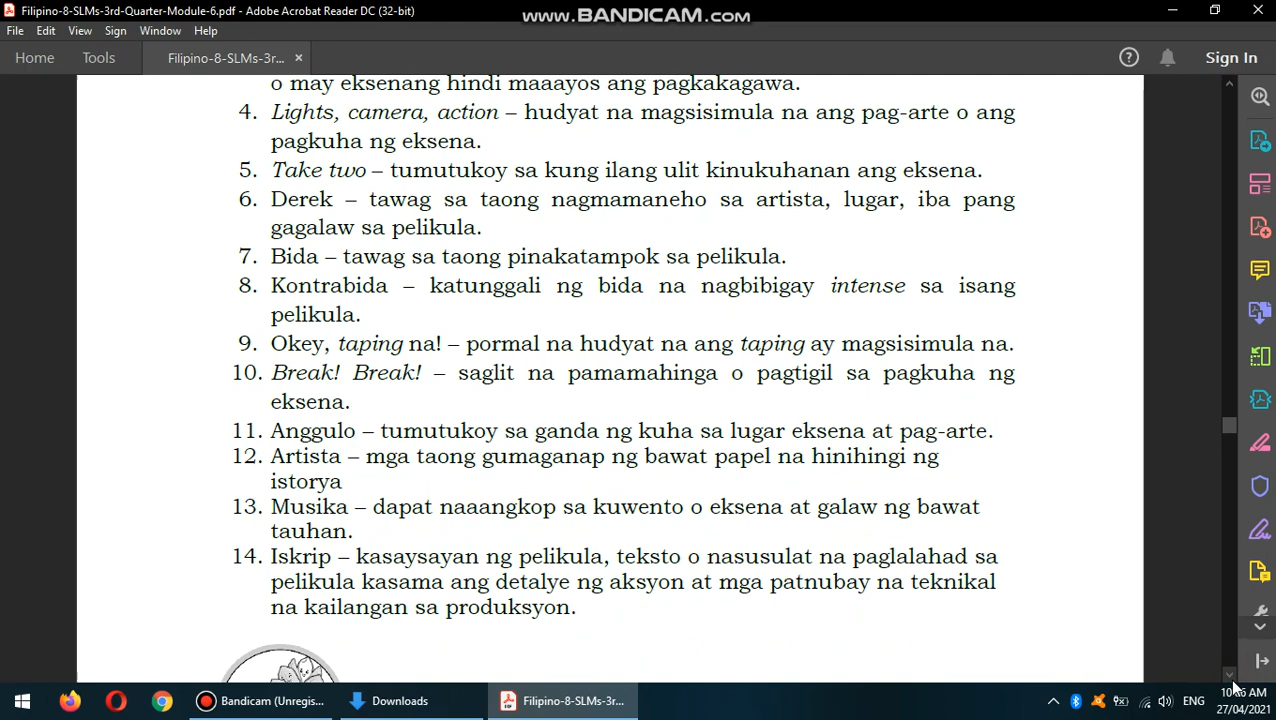 Filipino-8-SLMs-3rd-Quarter-Module-6.pdf - Adobe Acrobat Reader DC (32-bit)
www.BANDICAM.com
File Edit View Sign Window Help
Home Tools Filipino-8-SLMs-3r... × Sign In
o may eksenang hindi maaayos ang pagkakagawa.
4. Lights, camera, action – hudyat na magsisimula na ang pag-arte o ang
pagkuha ng eksena.
5. Take two – tumutukoy sa kung ilang ulit kinukuhanan ang eksena.
6. Derek – tawag sa taong nagmamaneho sa artista, lugar, iba pang
gagalaw sa pelikula.
7. Bida – tawag sa taong pinakatampok sa pelikula.
8. Kontrabida – katunggali ng bida na nagbibigay intense sa isang
pelikula.
9. Okey, taping na! – pormal na hudyat na ang taping ay magsisimula na.
10. Break! Break! – saglit na pamamahinga o pagtigil sa pagkuha ng
eksena.
11. Anggulo – tumutukoy sa ganda ng kuha sa lugar eksena at pag-arte.
12. Artista – mga taong gumaganap ng bawat papel na hinihingi ng
istorya
13. Musika – dapat naaangkop sa kuwento o eksena at galaw ng bawat
tauhan.
14. Iskrip – kasaysayan ng pelikula, teksto o nasusulat na paglalahad sa
pelikula kasama ang detalye ng aksyon at mga patnubay na teknikal
na kailangan sa produksyon.
Bandicam (Unregis... Downloads Filipino-8-SLMs-3r... ENG
AM
27/04/2021